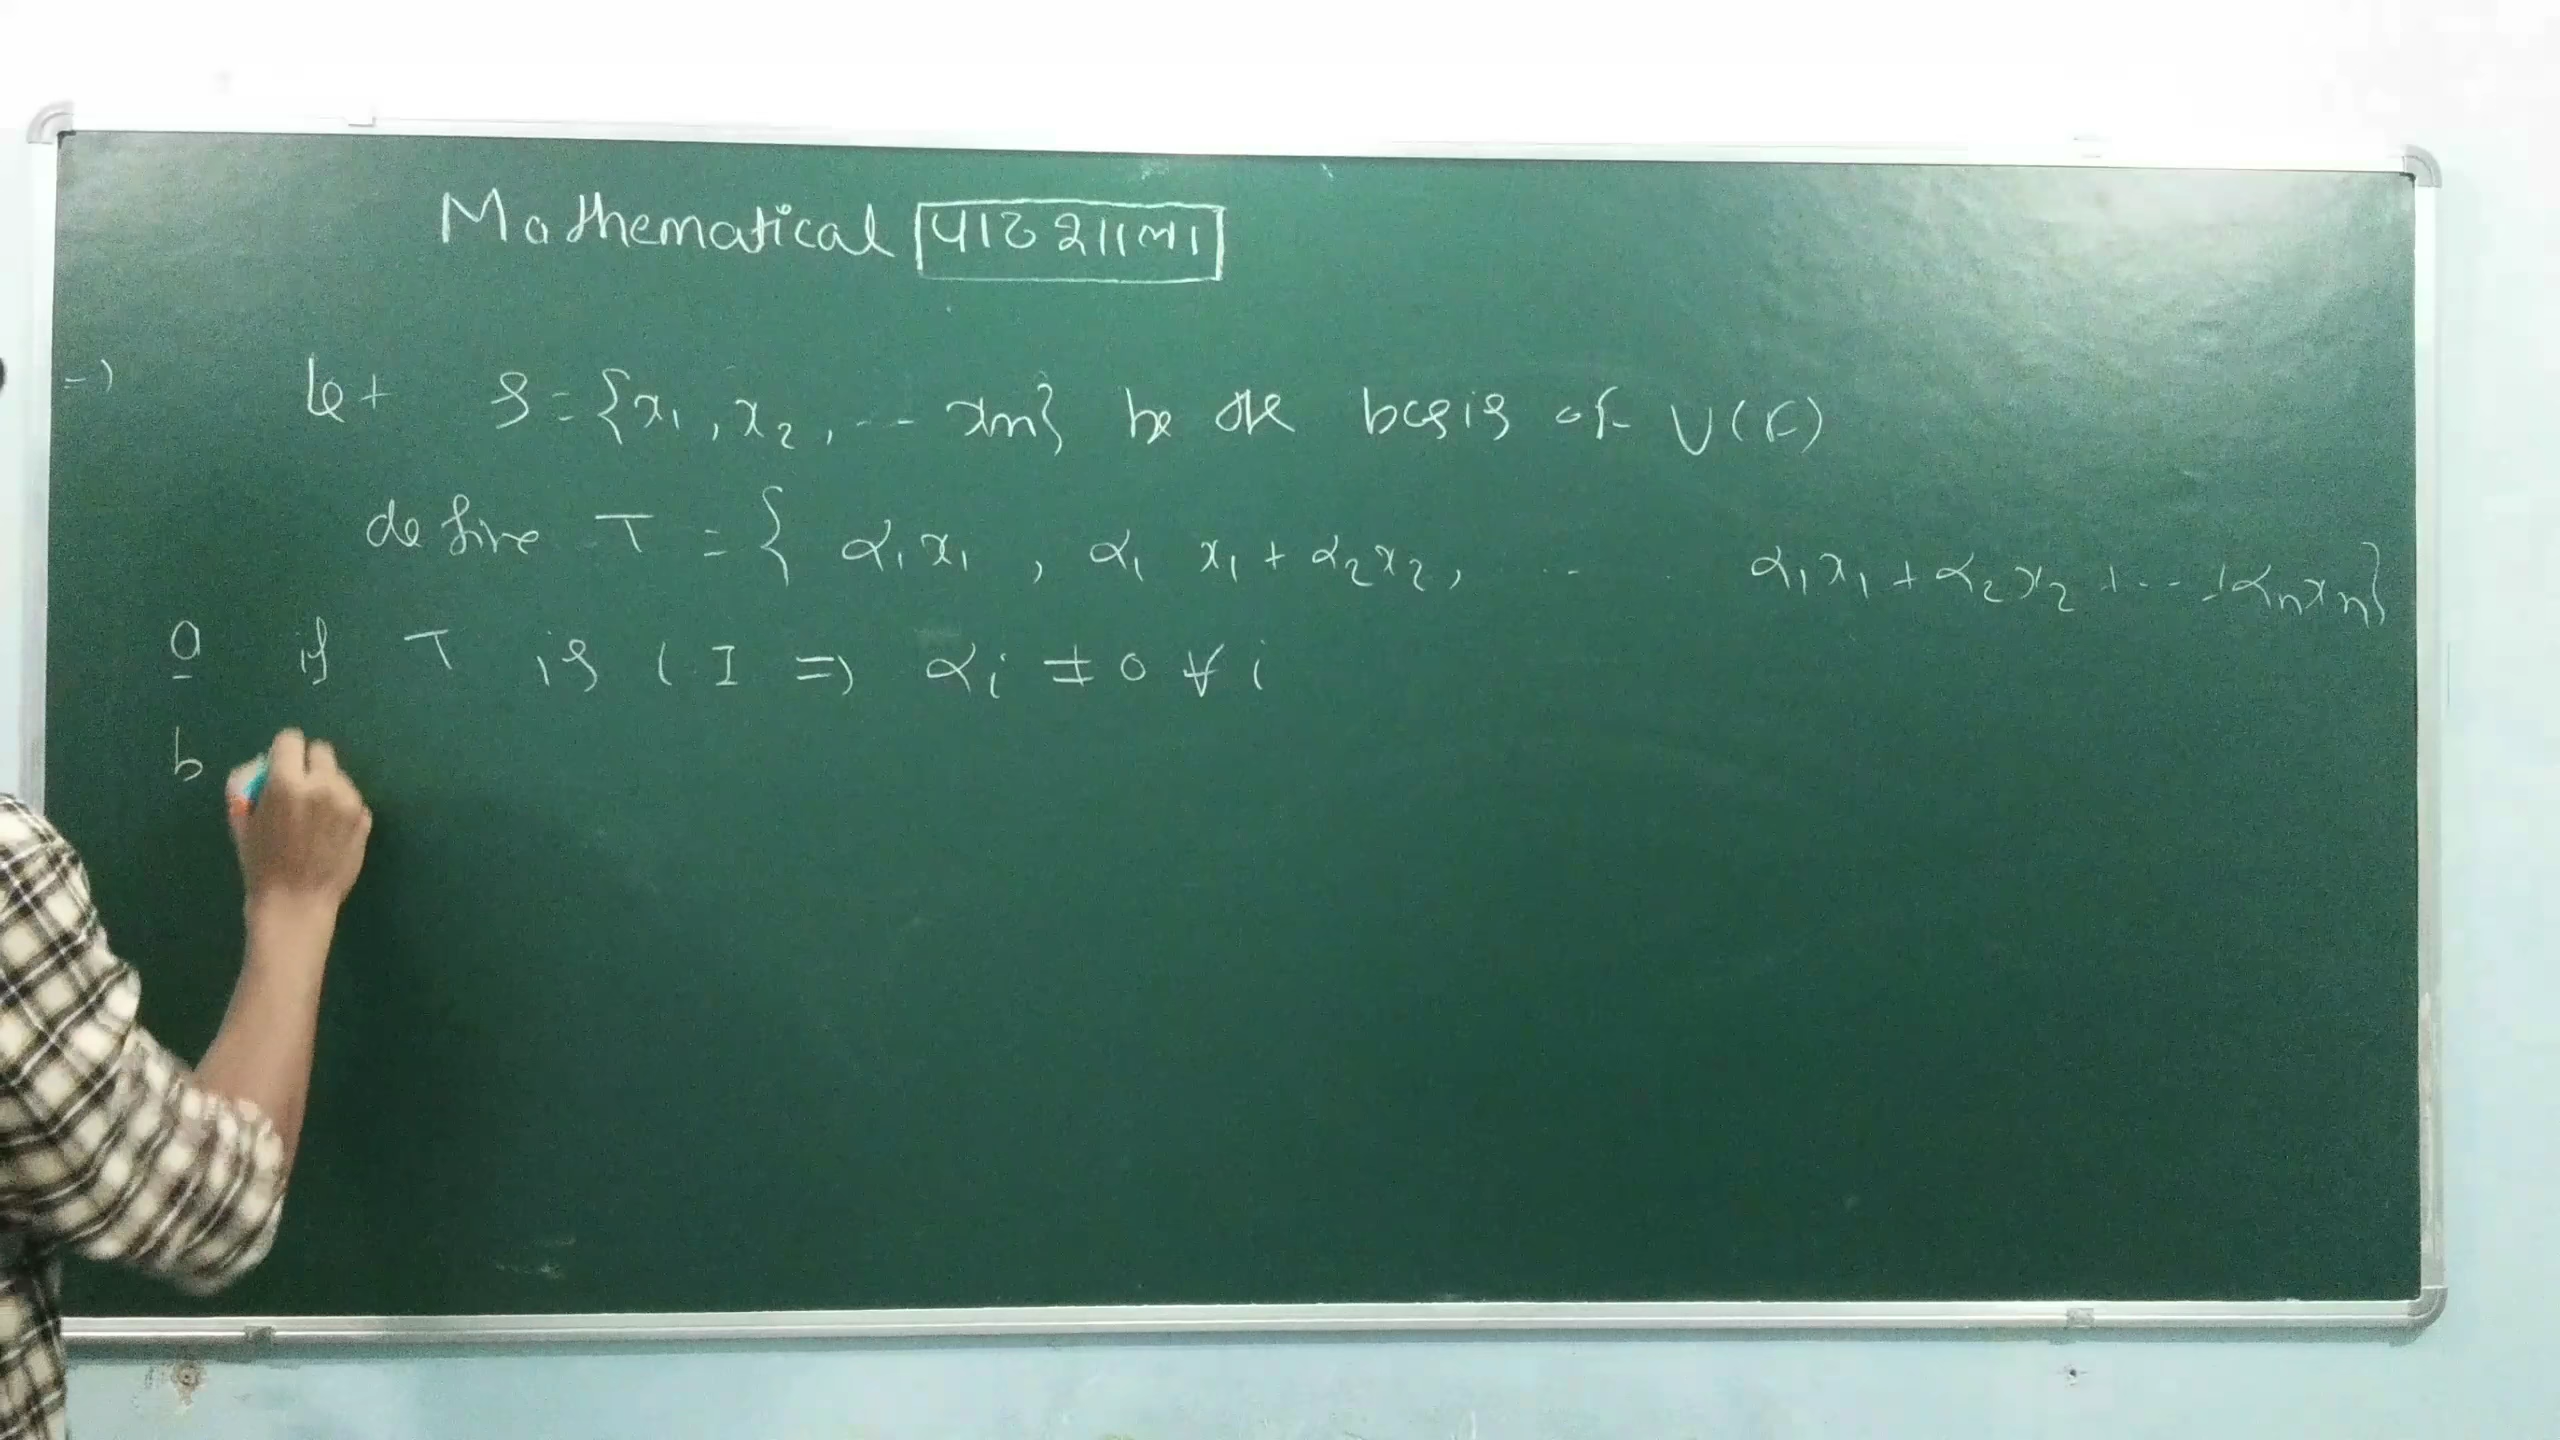 Mathematical पाठशाला
=) Let S = {x₁, x₂, -- xn} be the basis of V(F)
define T = { α₁x₁, α₁ x₁ + α₂x₂, ... α₁x₁ + α₂x₂ + -- + αₙxₙ}
a if T is LI => αi ≠ 0 ∀ i
b